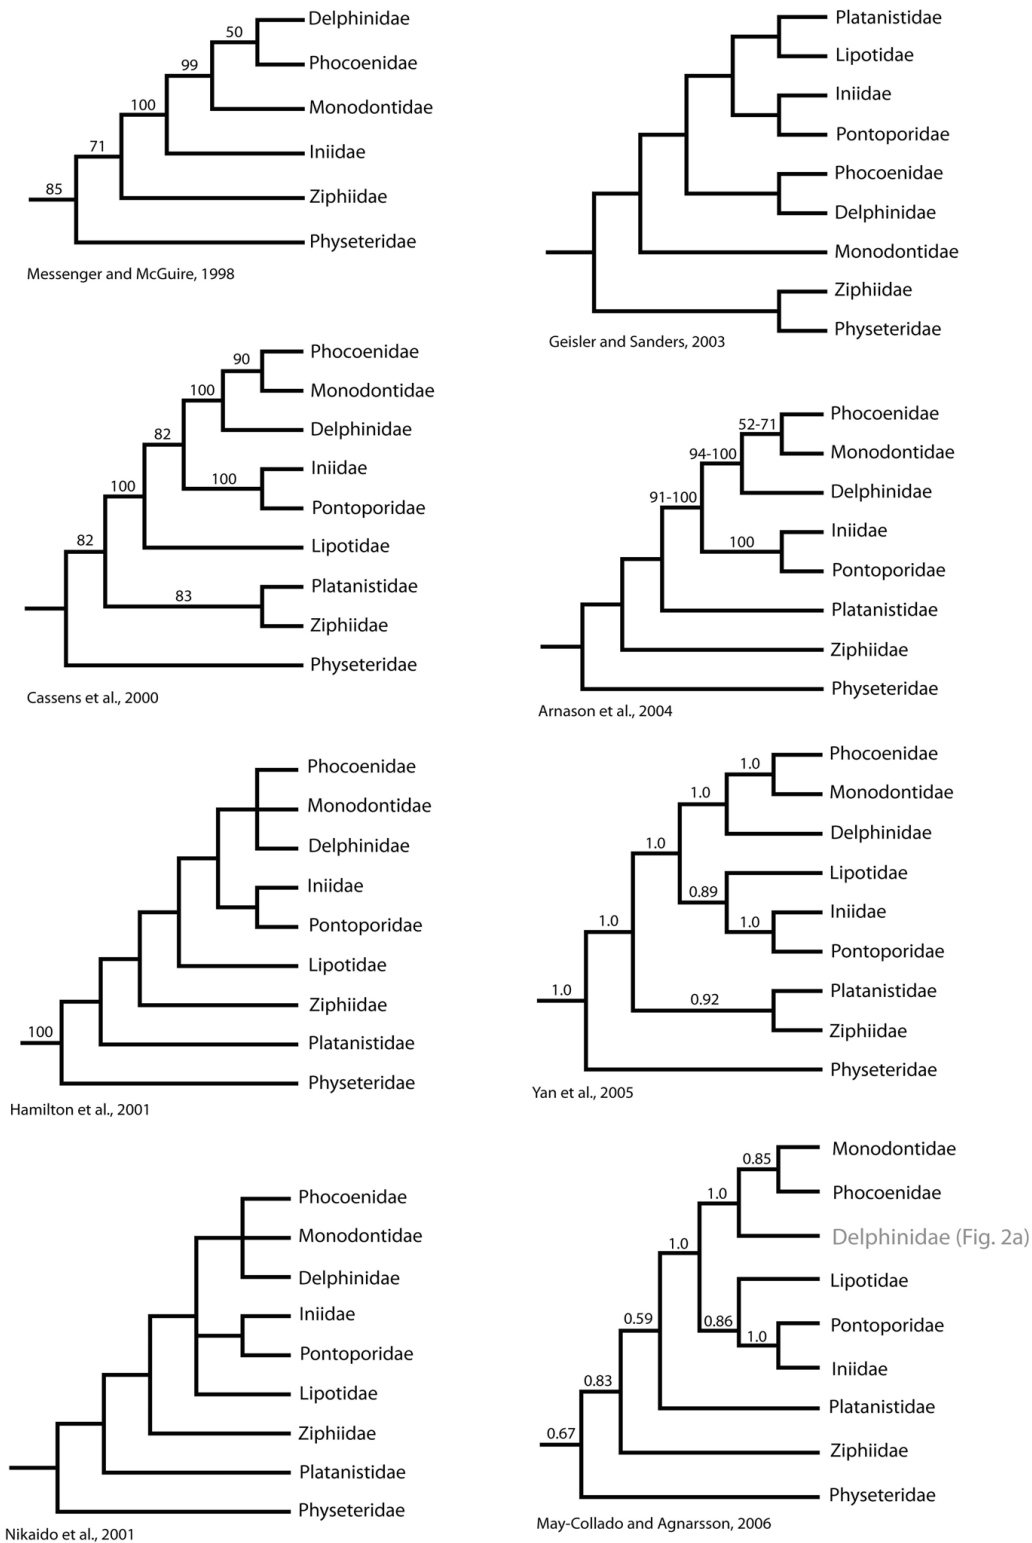 Delphinidae
50
Phocoenidae
99
Monodontidae
100
Iniidae
71
Ziphiidae
85
Physeteridae
Messenger and McGuire, 1998
Platanistidae
Lipotidae
Iniidae
Pontoporidae
Phocoenidae
Delphinidae
Monodontidae
Ziphiidae
Physeteridae
Geisler and Sanders, 2003
Phocoenidae
90
Monodontidae
100
Delphinidae
82
Iniidae
100
Pontoporidae
100
Lipotidae
82
Platanistidae
83
Ziphiidae
Physeteridae
Cassens et al., 2000
Phocoenidae
52-71
Monodontidae
94-100
Delphinidae
91-100
Iniidae
100
Pontoporidae
Platanistidae
Ziphiidae
Physeteridae
Arnason et al., 2004
Phocoenidae
Monodontidae
Delphinidae
Iniidae
Pontoporidae
Lipotidae
Ziphiidae
Platanistidae
100
Physeteridae
Hamilton et al., 2001
Phocoenidae
1.0
Monodontidae
1.0
Delphinidae
1.0
Lipotidae
0.89
Iniidae
1.0
1.0
Pontoporidae
Platanistidae
0.92
1.0
Ziphiidae
Physeteridae
Yan et al., 2005
Phocoenidae
Monodontidae
Delphinidae
Iniidae
Pontoporidae
Lipotidae
Ziphiidae
Platanistidae
Physeteridae
Nikaido et al., 2001
Monodontidae
0.85
Phocoenidae
1.0
Delphinidae (Fig. 2a)
1.0
Lipotidae
0.59
0.86
Pontoporidae
1.0
Iniidae
0.83
Platanistidae
0.67
Ziphiidae
Physeteridae
May-Collado and Agnarsson, 2006